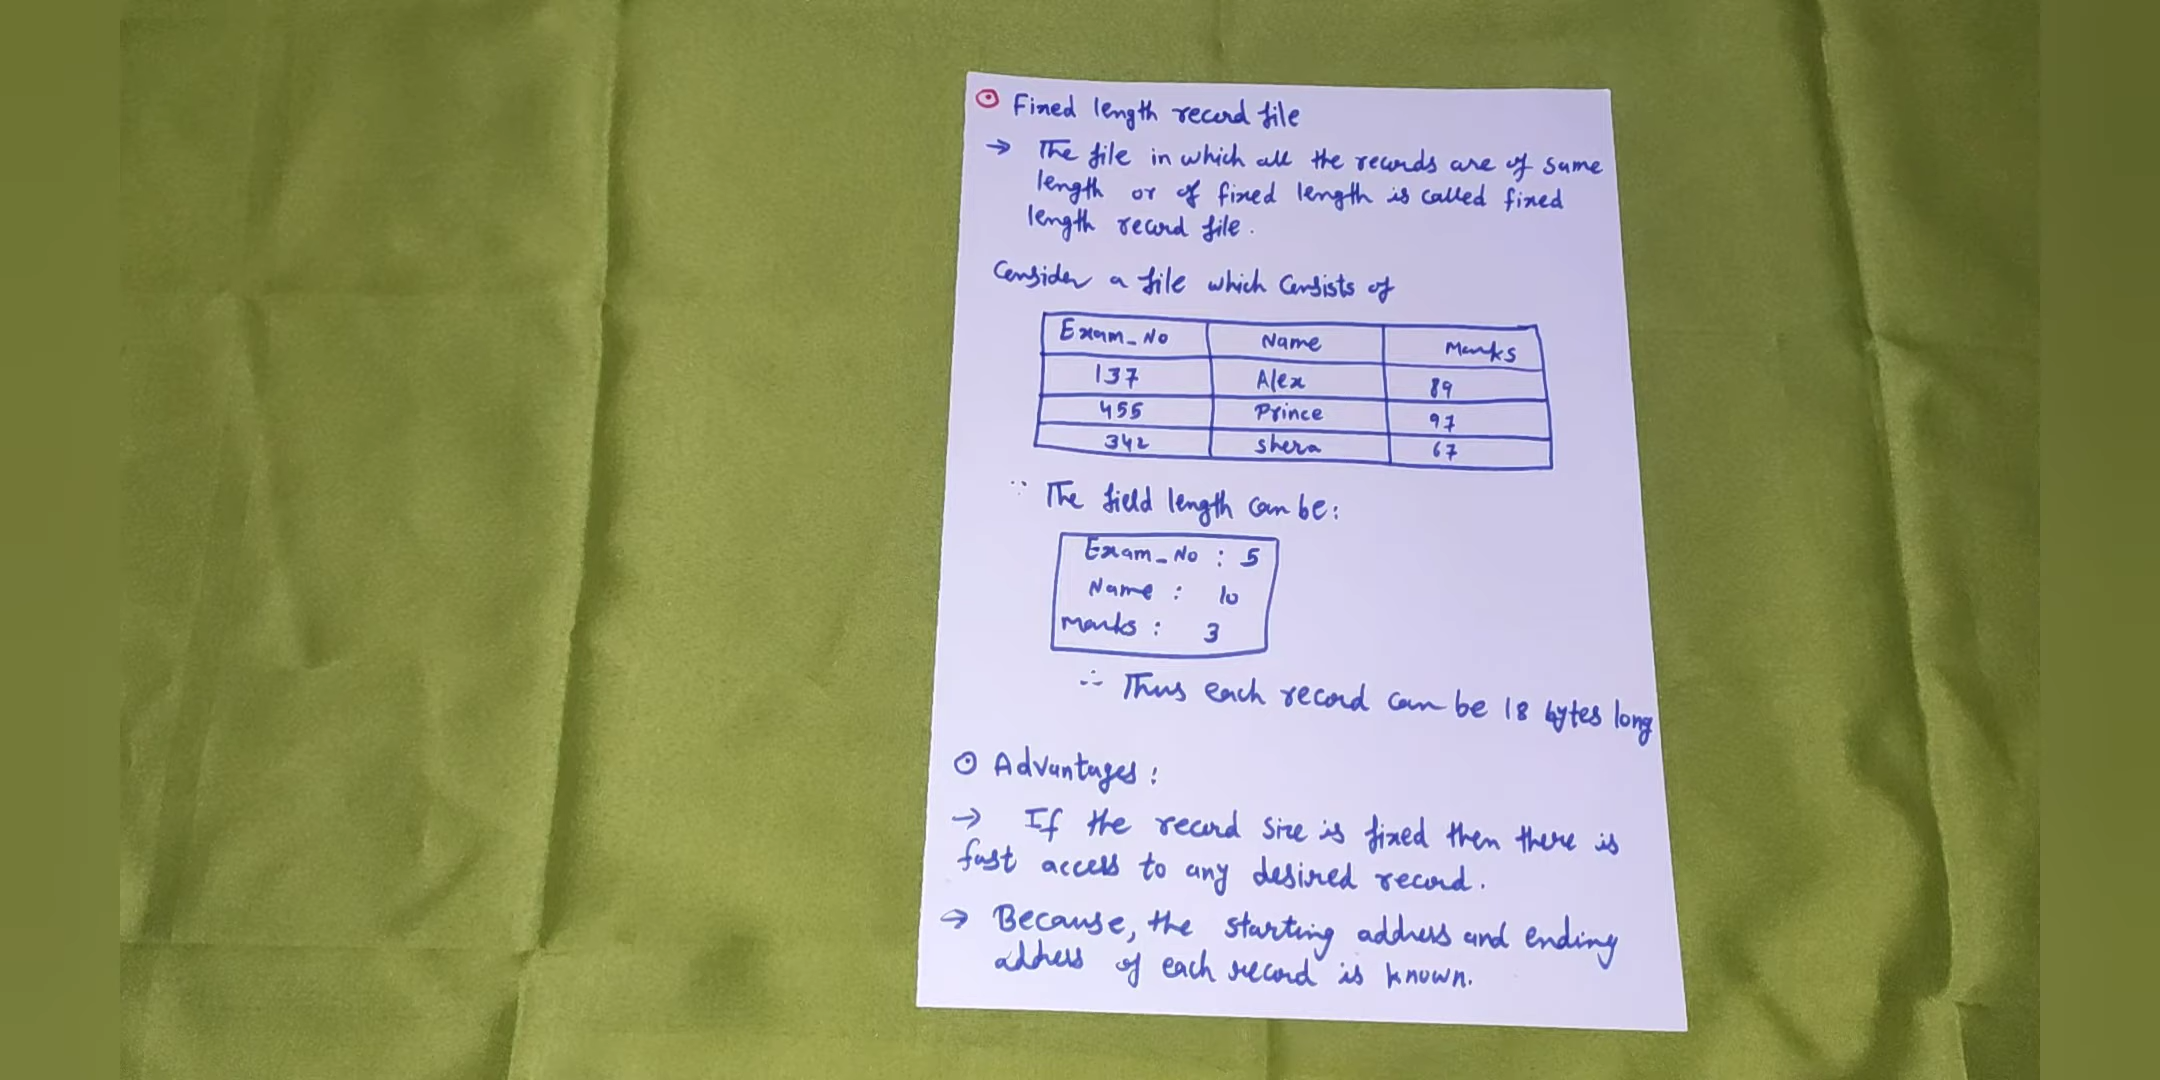 Fixed length record file
→ The file in which all the records are of same
length or of fixed length is called fixed
length record file.
Consider a file which consists of
Exam_No Name Marks
137 Alex 89
455 Prince 97
342 shera 67
∵ The field length can be:
Exam_No : 5
Name : 10
Marks : 3
∴ Thus each record can be 18 bytes long
Advantages:
→ If the record size is fixed then there is
fast access to any desired record.
→ Because, the starting address and ending
address of each record is known.